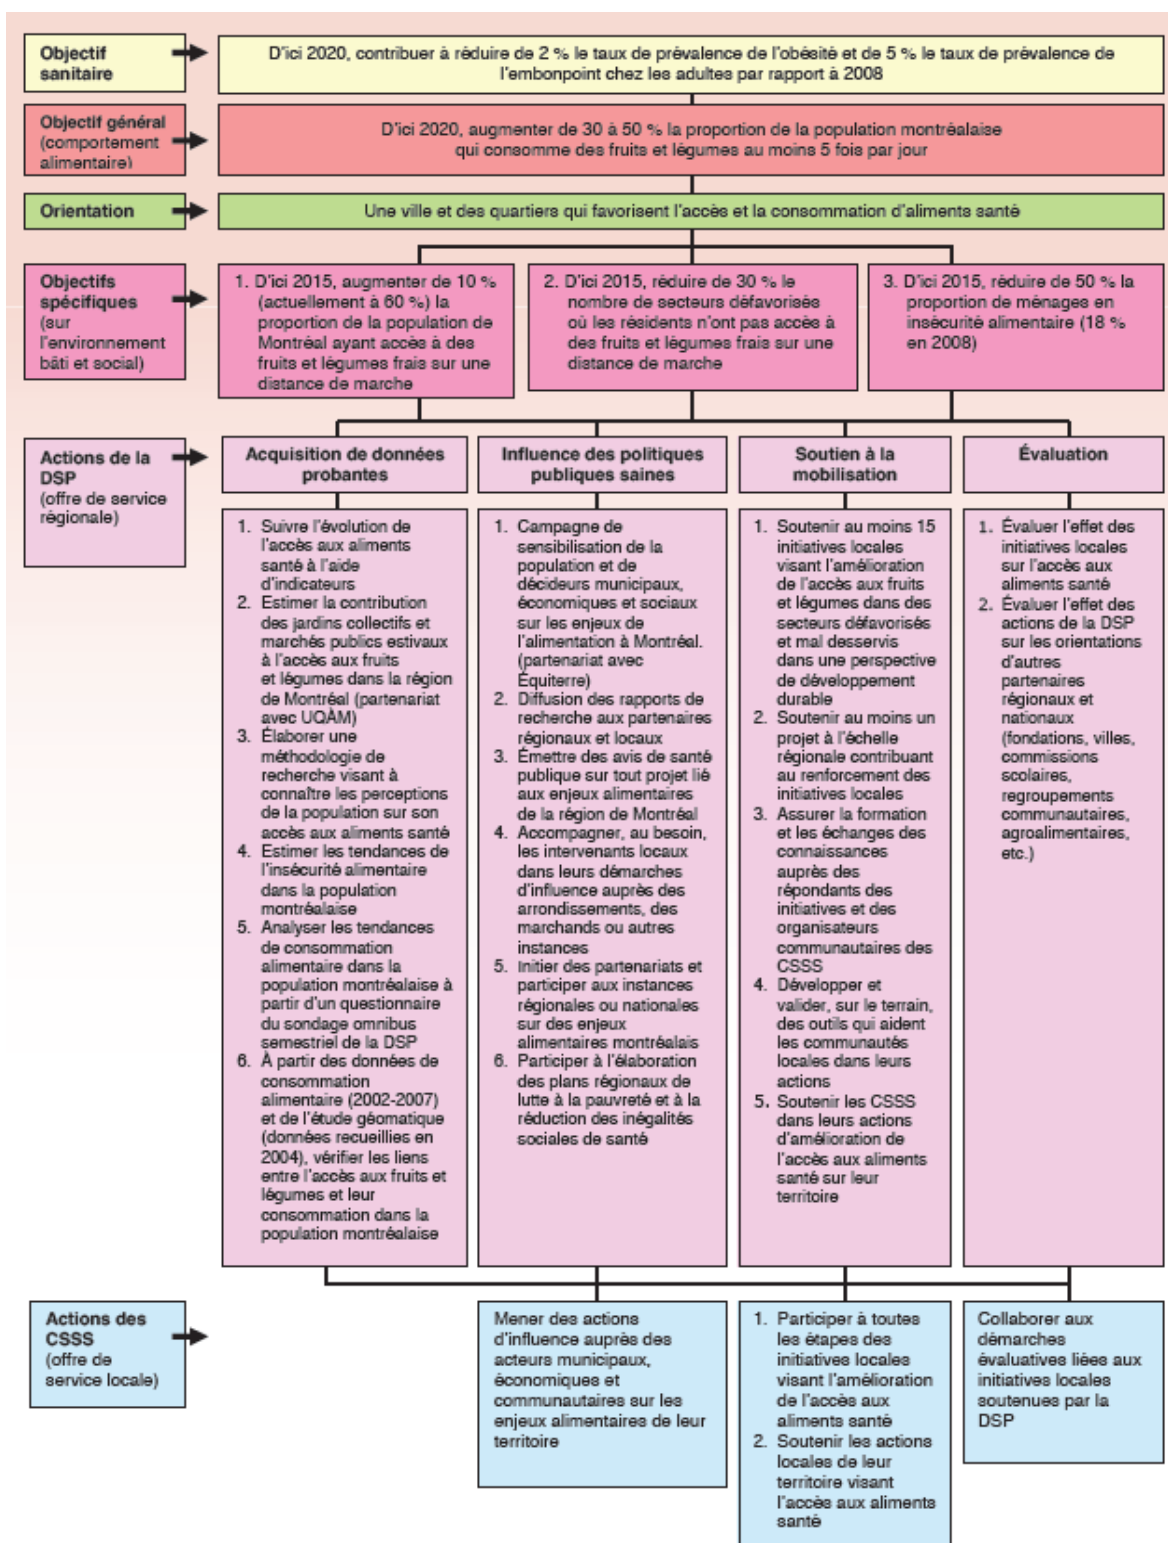 Objectif
sanitaire
D'ici 2020, contribuer à réduire de 2 % le taux de prévalence de l'obésité et de 5 % le taux de prévalence de
l'embonpoint chez les adultes par rapport à 2008
Objectif général
(comportement
alimentaire)
D'ici 2020, augmenter de 30 à 50 % la proportion de la population montréalaise
qui consomme des fruits et légumes au moins 5 fois par jour
Orientation
Une ville et des quartiers qui favorisent l'accès et la consommation d'aliments santé
Objectifs
spécifiques
(sur
l'environnement
bâti et social)
1. D'ici 2015, augmenter de 10 %
(actuellement à 60 %) la
proportion de la population de
Montréal ayant accès à des
fruits et légumes frais sur une
distance de marche
2. D'ici 2015, réduire de 30 % le
nombre de secteurs défavorisés
où les résidents n'ont pas accès à
des fruits et légumes frais sur une
distance de marche
3. D'ici 2015, réduire de 50 % la
proportion de ménages en
insécurité alimentaire (18 %
en 2008)
Actions de la
DSP
(offre de service
régionale)
Acquisition de données
probantes
1. Suivre l'évolution de
l'accès aux aliments
santé à l'aide
d'indicateurs
2. Estimer la contribution
des jardins collectifs et
marchés publics estivaux
à l'accès aux fruits
et légumes dans la région
de Montréal (partenariat
avec UQÀM)
3. Élaborer une
méthodologie de
recherche visant à
connaître les perceptions
de la population sur son
accès aux aliments santé
4. Estimer les tendances de
l'insécurité alimentaire
dans la population
montréalaise
5. Analyser les tendances
de consommation
alimentaire dans la
population montréalaise à
partir d'un questionnaire
du sondage omnibus
semestriel de la DSP
6. À partir des données de
consommation
alimentaire (2002-2007)
et de l'étude géomatique
(données recueillies en
2004), vérifier les liens
entre l'accès aux fruits et
légumes et leur
consommation dans la
population montréalaise
Influence des politiques
publiques saines
1. Campagne de
sensibilisation de la
population et de
décideurs municipaux,
économiques et sociaux
sur les enjeux de
l'alimentation à Montréal.
(partenariat avec
Équiterre)
2. Diffusion des rapports de
recherche aux partenaires
régionaux et locaux
3. Émettre des avis de santé
publique sur tout projet lié
aux enjeux alimentaires
de la région de Montréal
4. Accompagner, au besoin,
les intervenants locaux
dans leurs démarches
d'influence auprès des
arrondissements, des
marchands ou autres
instances
5. Initier des partenariats et
participer aux instances
régionales ou nationales
sur des enjeux
alimentaires montréalais
6. Participer à l'élaboration
des plans régionaux de
lutte à la pauvreté et à la
réduction des inégalités
sociales de santé
Soutien à la
mobilisation
1. Soutenir au moins 15
initiatives locales
visant l'amélioration
de l'accès aux fruits
et légumes dans des
secteurs défavorisés
et mal desservis
dans une perspective
de développement
durable
2. Soutenir au moins un
projet à l'échelle
régionale contribuant
au renforcement des
initiatives locales
3. Assurer la formation
et les échanges des
connaissances
auprès des
répondants des
initiatives et des
organisateurs
communautaires des
CSSS
4. Développer et
valider, sur le terrain,
des outils qui aident
les communautés
locales dans leurs
actions
5. Soutenir les CSSS
dans leurs actions
d'amélioration de
l'accès aux aliments
santé sur leur
territoire
Évaluation
1. Évaluer l'effet des
initiatives locales
sur l'accès aux
aliments santé
2. Évaluer l'effet des
actions de la DSP
sur les orientations
d'autres
partenaires
régionaux et
nationaux
(fondations, villes,
commissions
scolaires,
regroupements
communautaires,
agroalimentaires,
etc.)
Actions des
CSSS
(offre de
service locale)
Mener des actions
d'influence auprès des
acteurs municipaux,
économiques et
communautaires sur les
enjeux alimentaires de leur
territoire
1. Participer à toutes
les étapes des
initiatives locales
visant l'amélioration
de l'accès aux
aliments santé
2. Soutenir les actions
locales de leur
territoire visant
l'accès aux aliments
santé
Collaborer aux
démarches
évaluatives liées aux
initiatives locales
soutenues par la
DSP